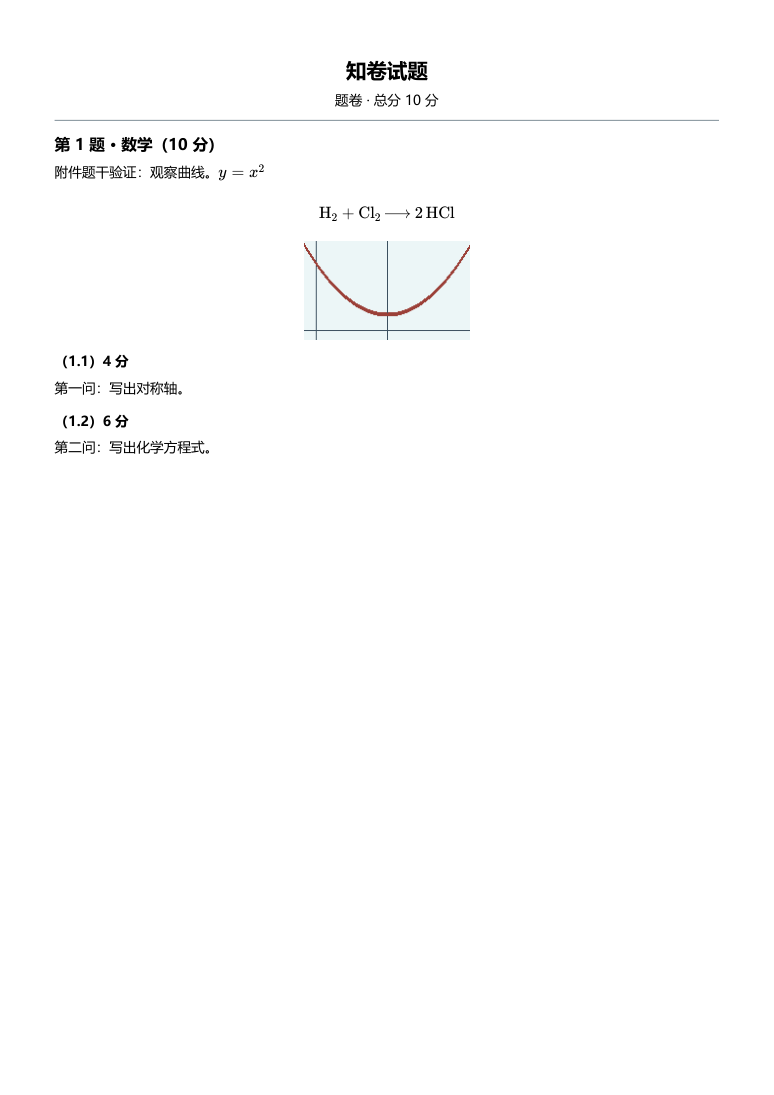 知卷试题
题卷 · 总分 10 分
第 1 题 • 数学（10 分）
附件题干验证：观察曲线。y = x²
H₂ + Cl₂ ⟶ 2 HCl
（1.1）4 分
第一问：写出对称轴。
（1.2）6 分
第二问：写出化学方程式。